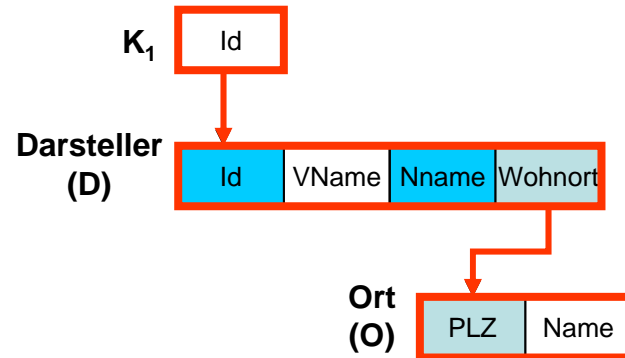 K₁ Id
Darsteller
(D)
Id VName Nname Wohnort
Ort
(O)
PLZ Name